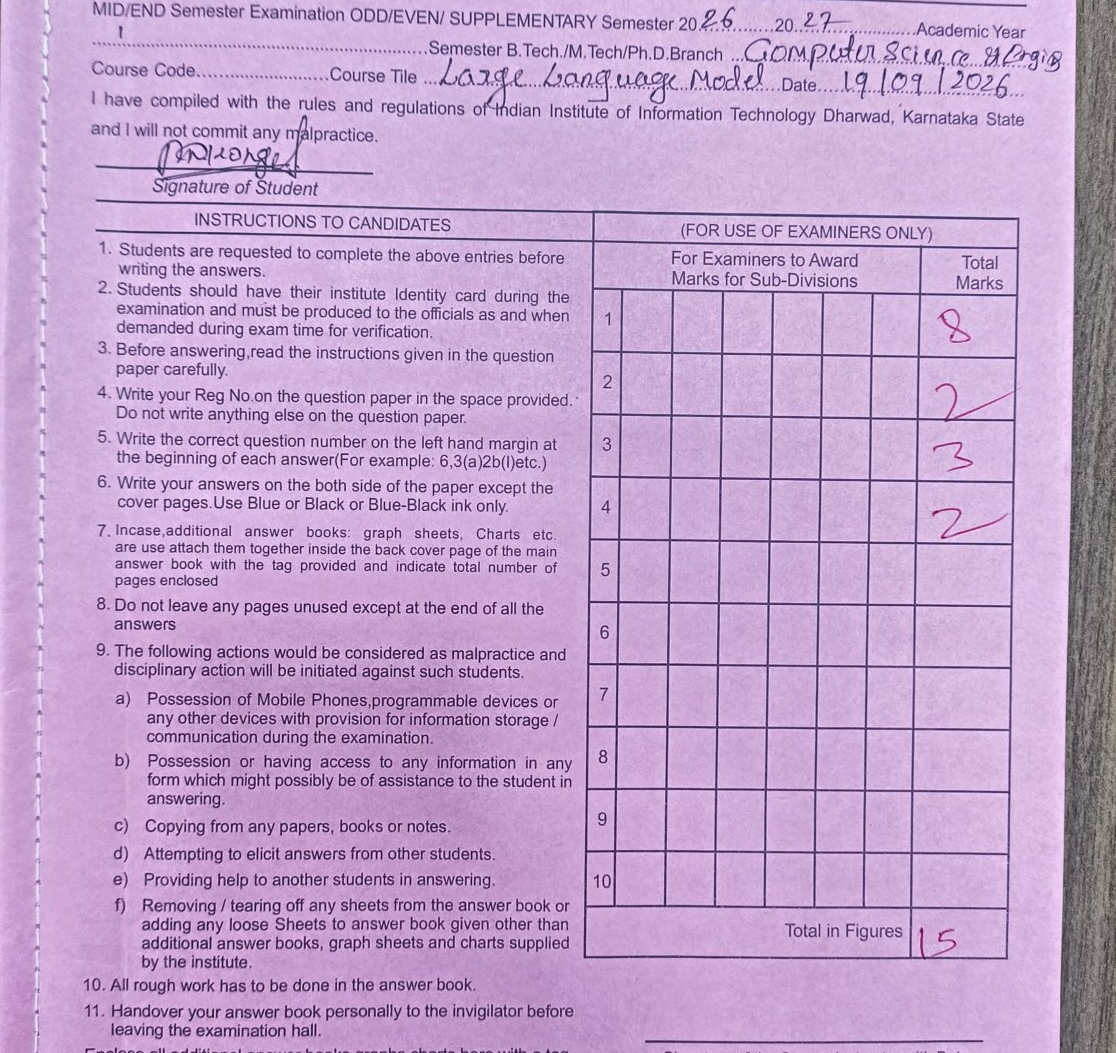 MID/END Semester Examination ODD/EVEN/ SUPPLEMENTARY Semester 2026........20.27..................Academic Year
1
..........................................................Semester B.Tech./M.Tech/Ph.D.Branch ..Computer Science &
Course Code........................Course Tile ...Large Language Model...Date.....19/09/2026...
I have compiled with the rules and regulations of Indian Institute of Information Technology Dharwad, Karnataka State
and I will not commit any malpractice.
Signature of Student
INSTRUCTIONS TO CANDIDATES
1. Students are requested to complete the above entries before
writing the answers.
2. Students should have their institute Identity card during the
examination and must be produced to the officials as and when
demanded during exam time for verification.
3. Before answering,read the instructions given in the question
paper carefully.
4. Write your Reg No.on the question paper in the space provided.
Do not write anything else on the question paper.
5. Write the correct question number on the left hand margin at
the beginning of each answer(For example: 6,3(a)2b(I)etc.)
6. Write your answers on the both side of the paper except the
cover pages.Use Blue or Black or Blue-Black ink only.
7. Incase,additional answer books: graph sheets, Charts etc.
are use attach them together inside the back cover page of the main
answer book with the tag provided and indicate total number of
pages enclosed
8. Do not leave any pages unused except at the end of all the
answers
9. The following actions would be considered as malpractice and
disciplinary action will be initiated against such students.
a) Possession of Mobile Phones,programmable devices or
any other devices with provision for information storage /
communication during the examination.
b) Possession or having access to any information in any
form which might possibly be of assistance to the student in
answering.
c) Copying from any papers, books or notes.
d) Attempting to elicit answers from other students.
e) Providing help to another students in answering.
f) Removing / tearing off any sheets from the answer book or
adding any loose Sheets to answer book given other than
additional answer books, graph sheets and charts supplied
by the institute.
10. All rough work has to be done in the answer book.
11. Handover your answer book personally to the invigilator before
leaving the examination hall.
(FOR USE OF EXAMINERS ONLY)
For Examiners to Award
Marks for Sub-Divisions
Total
Marks
1 8
2 2
3 3
4 2
5
6
7
8
9
10
Total in Figures 15